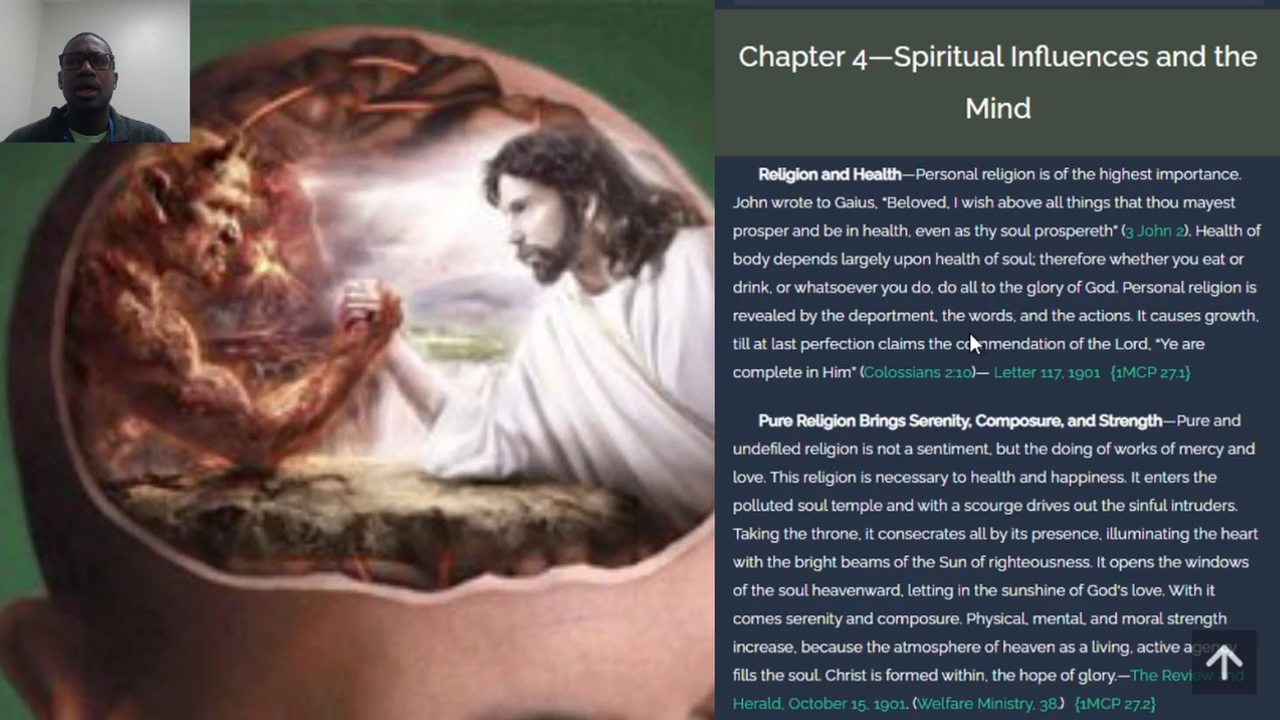 Chapter 4—Spiritual Influences and the
Mind
Religion and Health—Personal religion is of the highest importance.
John wrote to Gaius, "Beloved, I wish above all things that thou mayest
prosper and be in health, even as thy soul prospereth" (3 John 2). Health of
body depends largely upon health of soul; therefore whether you eat or
drink, or whatsoever you do, do all to the glory of God. Personal religion is
revealed by the deportment, the words, and the actions. It causes growth,
till at last perfection claims the commendation of the Lord, "Ye are
complete in Him" (Colossians 2:10)— Letter 117, 1901 {1MCP 27.1}
Pure Religion Brings Serenity, Composure, and Strength—Pure and
undefiled religion is not a sentiment, but the doing of works of mercy and
love. This religion is necessary to health and happiness. It enters the
polluted soul temple and with a scourge drives out the sinful intruders.
Taking the throne, it consecrates all by its presence, illuminating the heart
with the bright beams of the Sun of righteousness. It opens the windows
of the soul heavenward, letting in the sunshine of God's love. With it
comes serenity and composure. Physical, mental, and moral strength
increase, because the atmosphere of heaven as a living, active agency
fills the soul. Christ is formed within, the hope of glory.—The Review and
Herald, October 15, 1901. (Welfare Ministry, 38.) {1MCP 27.2}